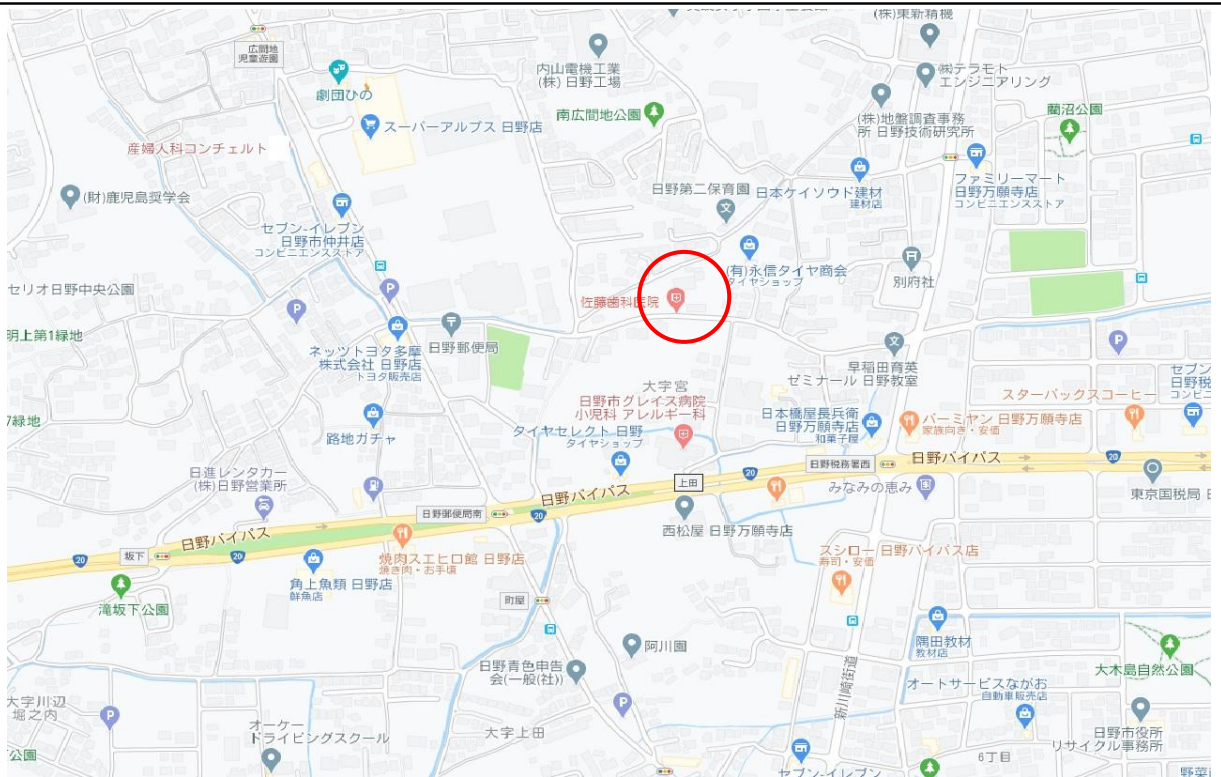 (株)東新精機
広間地
児童遊園
内山電機工業
(株)日野工場
㈱テラモト
エンジニアリング
劇団ひの
南広間地公園
(株)地盤調査事務
所 日野技術研究所
蘭沼公園
スーパーアルプス 日野店
産婦人科コンチェルト
(財)鹿児島奨学会
日野第二保育園
日本ケイソウド建材
建材店
ファミリーマート
日野万願寺店
コンビニエンスストア
セブン-イレブン
日野市仲井店
コンビニエンスストア
(有)永信タイヤ商会
タイヤショップ
別府社
セリオ日野中央公園
佐藤歯科医院
明上第1緑地
ネッツトヨタ多摩
株式会社 日野店
トヨタ販売店
日野郵便局
早稲田育英
ゼミナール 日野教室
大字宮
日野市グレイス病院
小児科 アレルギー科
スターバックスコーヒー
セブン
日野税
コンビニ
7緑地
路地ガチャ
タイヤセレクト 日野
タイヤショップ
日本橋屋長兵衛
日野万願寺店
和菓子屋
バーミヤン 日野万願寺店
家族向き・安価
日進レンタカー
(株)日野営業所
日野税務署西
日野バイパス
20
上田
20
みなみの恵み
東京国税局 日
日野バイパス
日野郵便局南
20
西松屋 日野万願寺店
日野バイパス
坂下
20
20
焼肉スエヒロ館 日野店
焼き肉・お手頃
スシロー 日野バイパス店
寿司・安価
角上魚類 日野店
鮮魚店
滝坂下公園
町屋
阿川園
隅田教材
教材店
大木島自然公園
日野青色申告
会(一般(社))
新川崎街道
オートサービスながお
自動車販売店
大字川辺
堀之内
オーケー
ドライビングスクール
大字上田
日野市役所
リサイクル事務所
公園
6丁目
セブン-イレブン
野菜